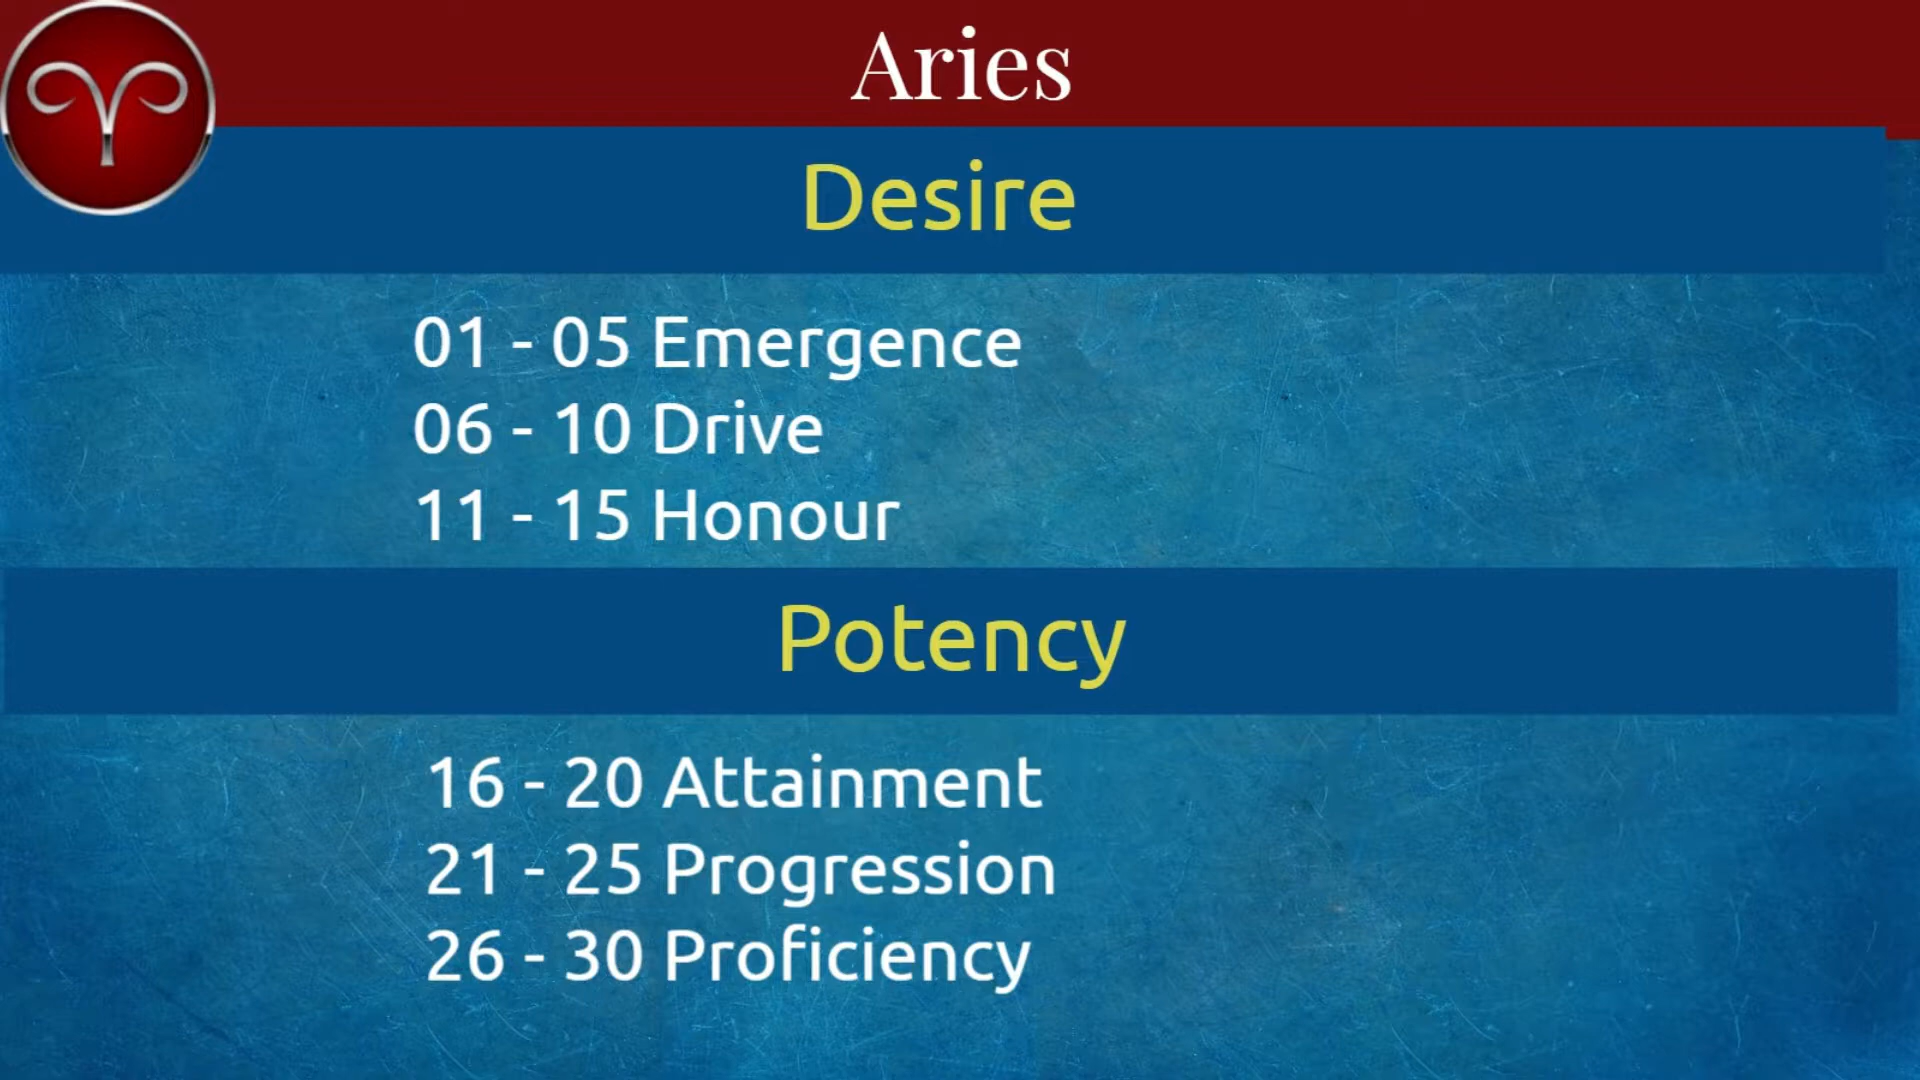 Aries
Desire
01 - 05 Emergence
06 - 10 Drive
11 - 15 Honour
Potency
16 - 20 Attainment
21 - 25 Progression
26 - 30 Proficiency